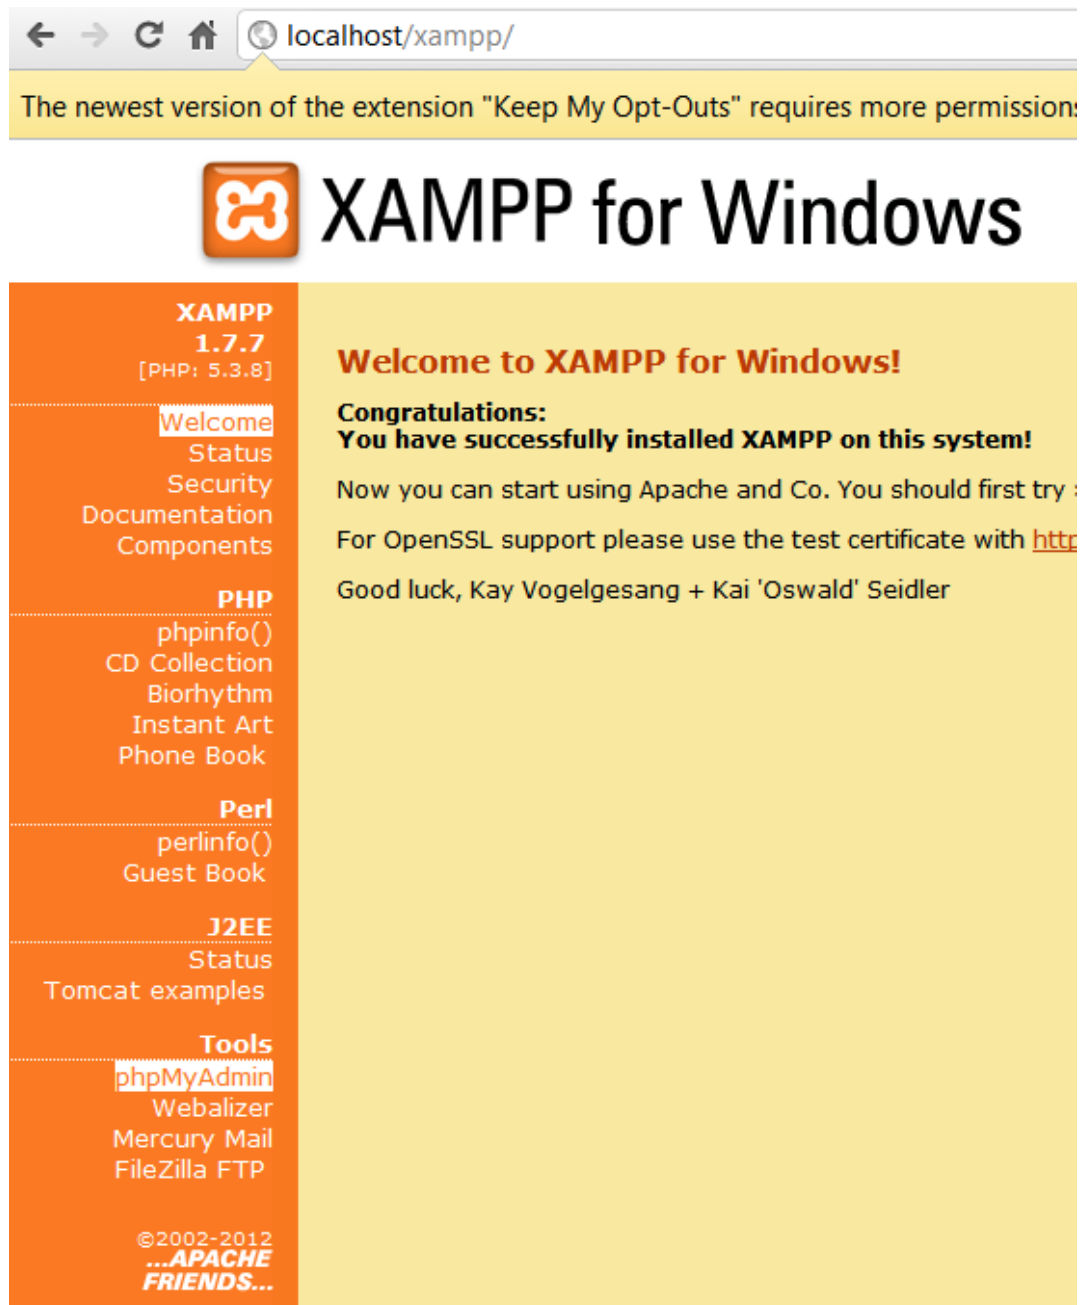 localhost/xampp/
The newest version of the extension "Keep My Opt-Outs" requires more permissions
XAMPP for Windows
XAMPP
1.7.7
[PHP: 5.3.8]
Welcome
Status
Security
Documentation
Components
PHP
phpinfo()
CD Collection
Biorhythm
Instant Art
Phone Book
Perl
perlinfo()
Guest Book
J2EE
Status
Tomcat examples
Tools
phpMyAdmin
Webalizer
Mercury Mail
FileZilla FTP
©2002-2012
...APACHE
FRIENDS...
Welcome to XAMPP for Windows!
Congratulations:
You have successfully installed XAMPP on this system!
Now you can start using Apache and Co. You should first try
For OpenSSL support please use the test certificate with http
Good luck, Kay Vogelgesang + Kai 'Oswald' Seidler